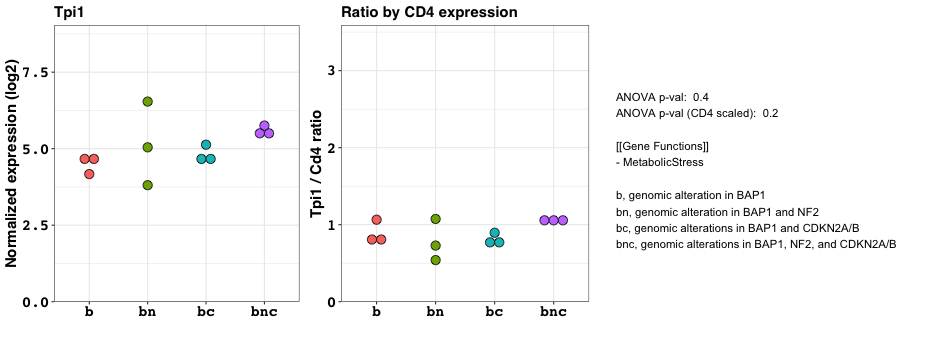 Tpi1
Normalized expression (log2)
7.5
5.0
2.5
0.0
b bn bc bnc
Ratio by CD4 expression
Tpi1 / Cd4 ratio
3
2
1
0
b bn bc bnc
ANOVA p-val: 0.4
ANOVA p-val (CD4 scaled): 0.2
[[Gene Functions]]
- MetabolicStress
b, genomic alteration in BAP1
bn, genomic alteration in BAP1 and NF2
bc, genomic alterations in BAP1 and CDKN2A/B
bnc, genomic alterations in BAP1, NF2, and CDKN2A/B